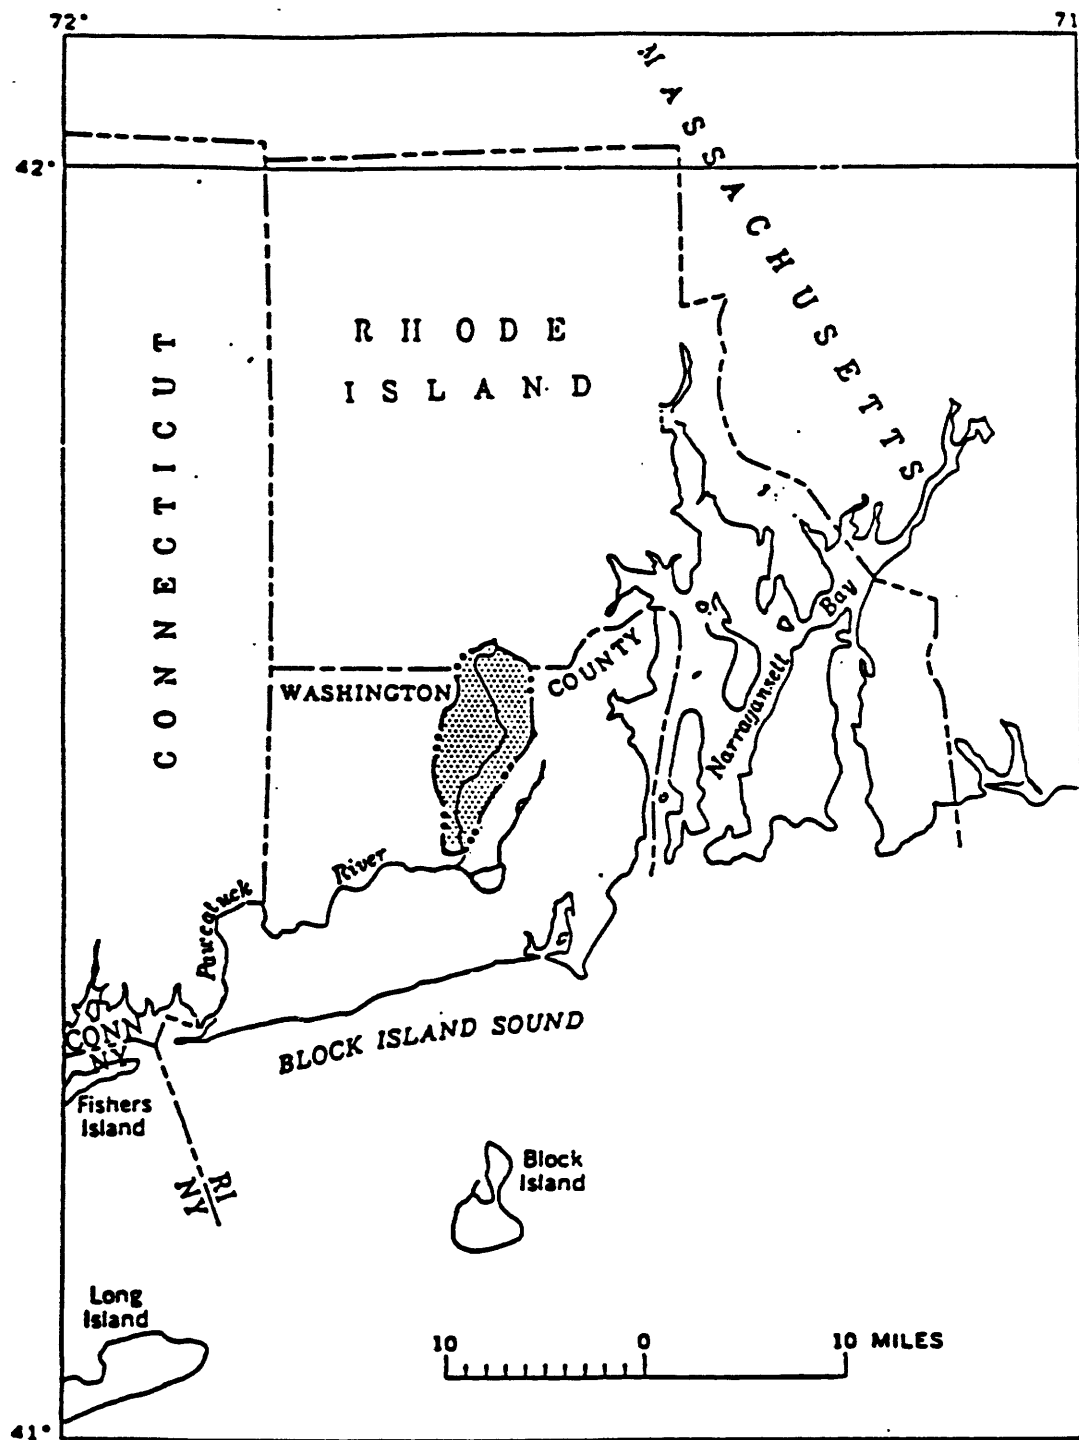 72°
71
MASSACHUSETTS
42°
RHODE
ISLAND
CONNECTICUT
Bay
WASHINGTON
COUNTY
Narragansett
River
Pawcatuck
CONN
NY
BLOCK ISLAND SOUND
Fishers
Island
Block
Island
RI
NY
Long
Island
10 0 10 MILES
41°